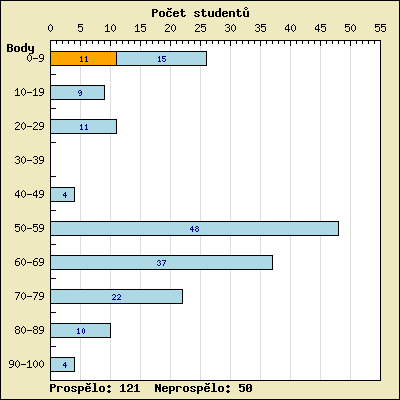 Počet studentů
0 5 10 15 20 25 30 35 40 45 50 55
Body
0-9 11 15
10-19 9
20-29 11
30-39
40-49 4
50-59 48
60-69 37
70-79 22
80-89 10
90-100 4
Prospělo: 121 Neprospělo: 50